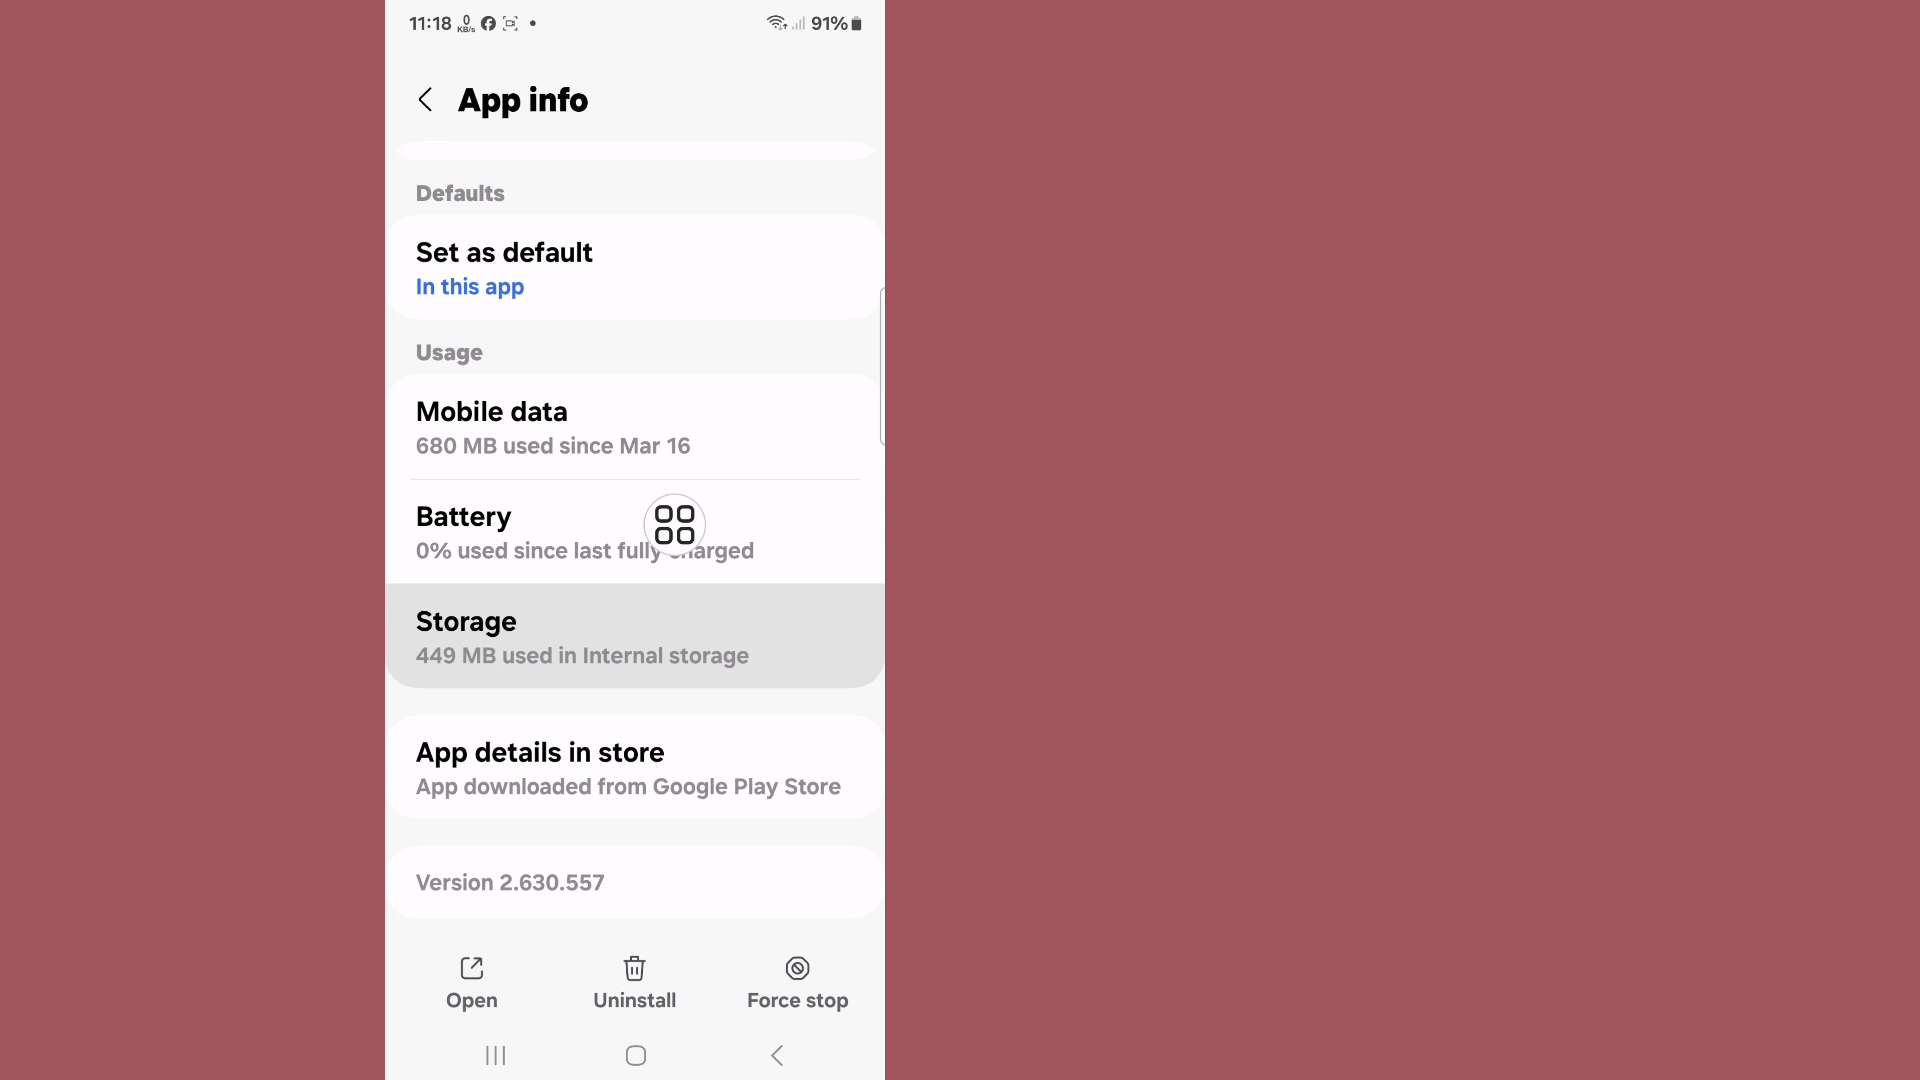 11:18 0 KB/s 91%
App info
Defaults
Set as default
In this app
Usage
Mobile data
680 MB used since Mar 16
Battery
0% used since last fully charged
Storage
449 MB used in Internal storage
App details in store
App downloaded from Google Play Store
Version 2.630.557
Open Uninstall Force stop